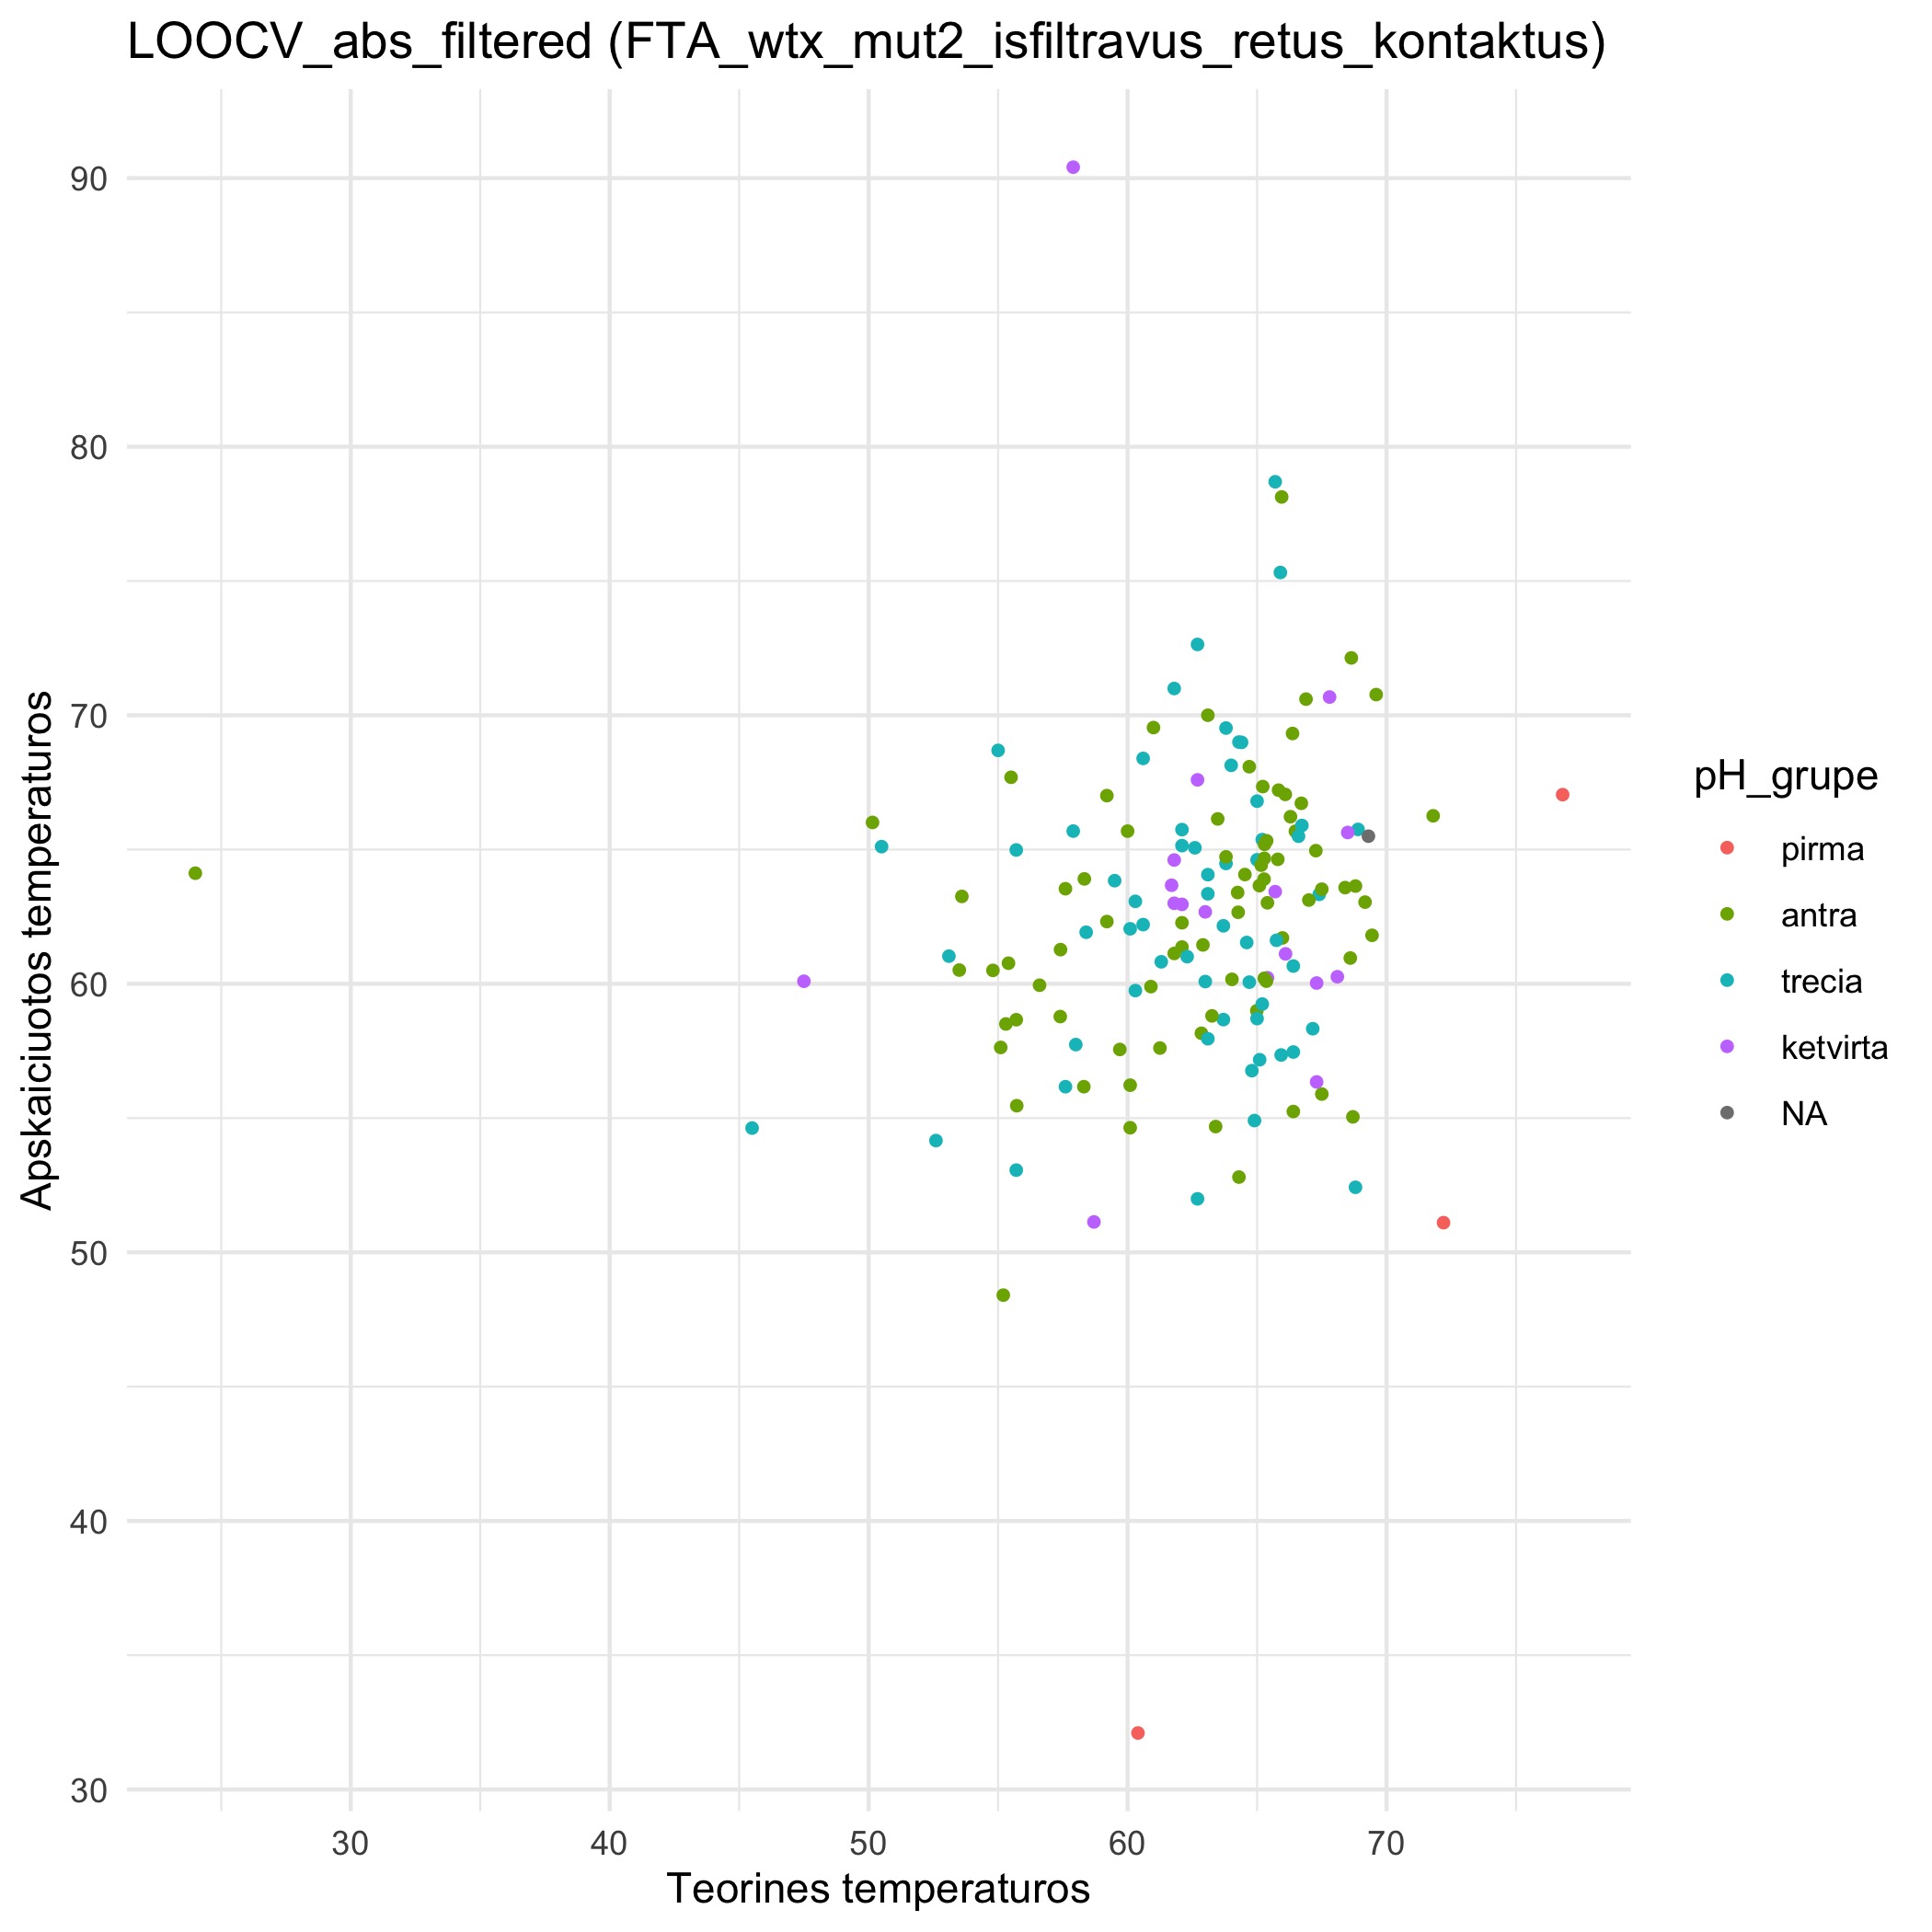 LOOCV_abs_filtered (FTA_wtx_mut2_isfiltravus_retus_kontaktus)
90
80
70
60
50
40
30
Apskaiciuotos temperaturos
30 40 50 60 70
Teorines temperaturos
pH_grupe
pirma
antra
trecia
ketvirta
NA